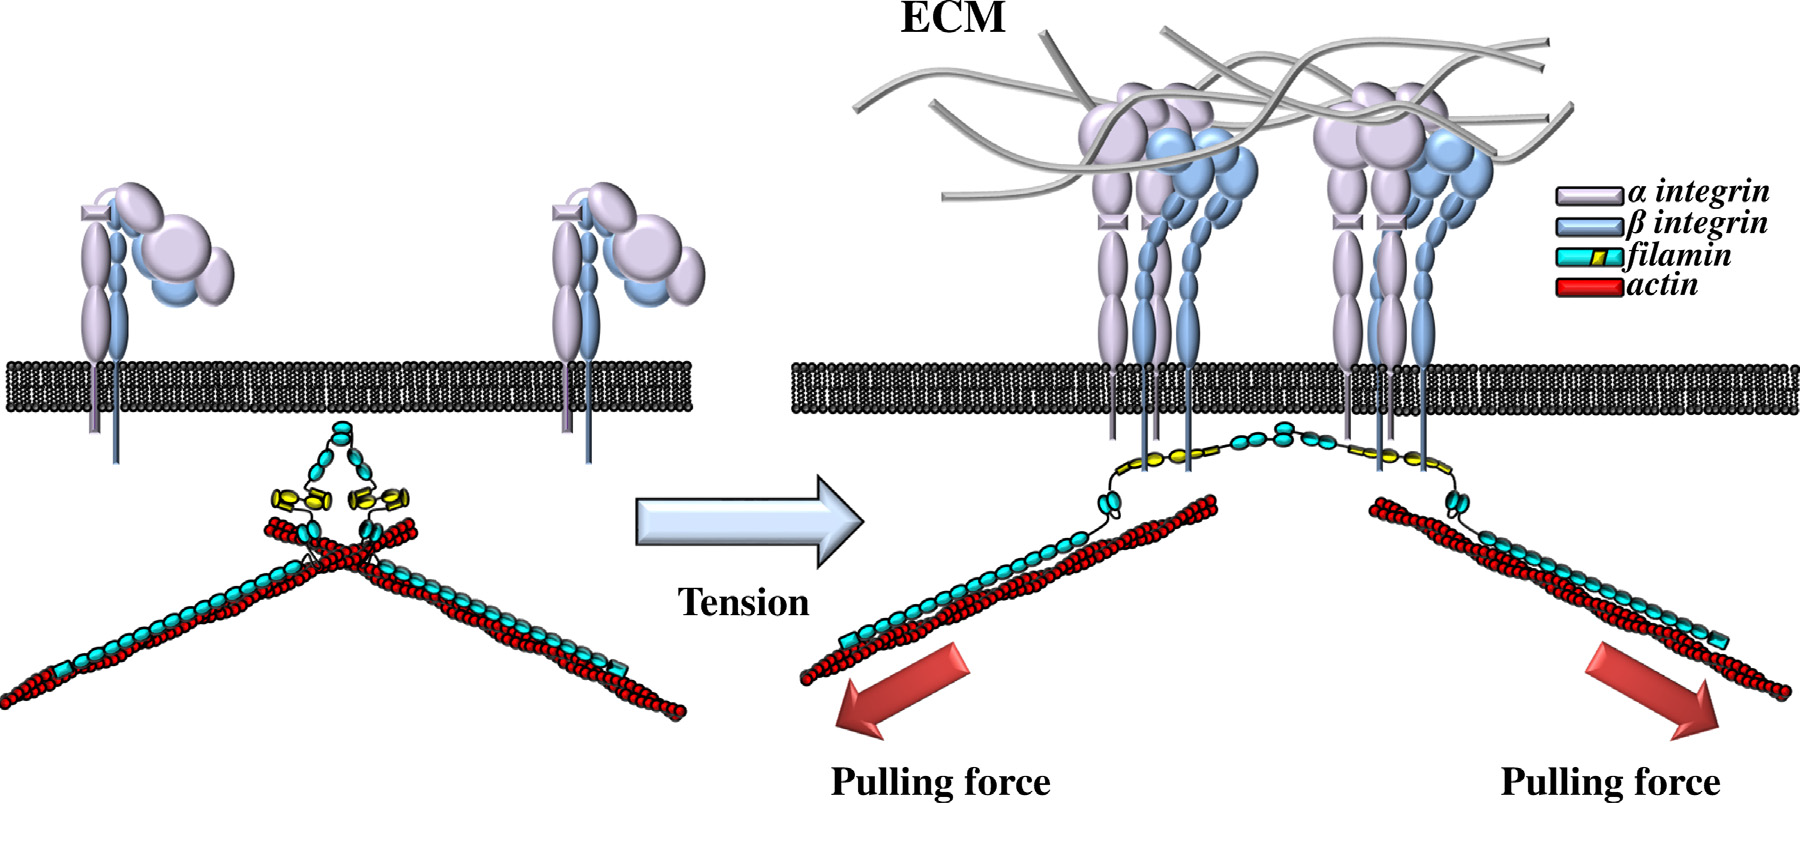 ECM
α integrin
β integrin
filamin
actin
Tension
Pulling force
Pulling force